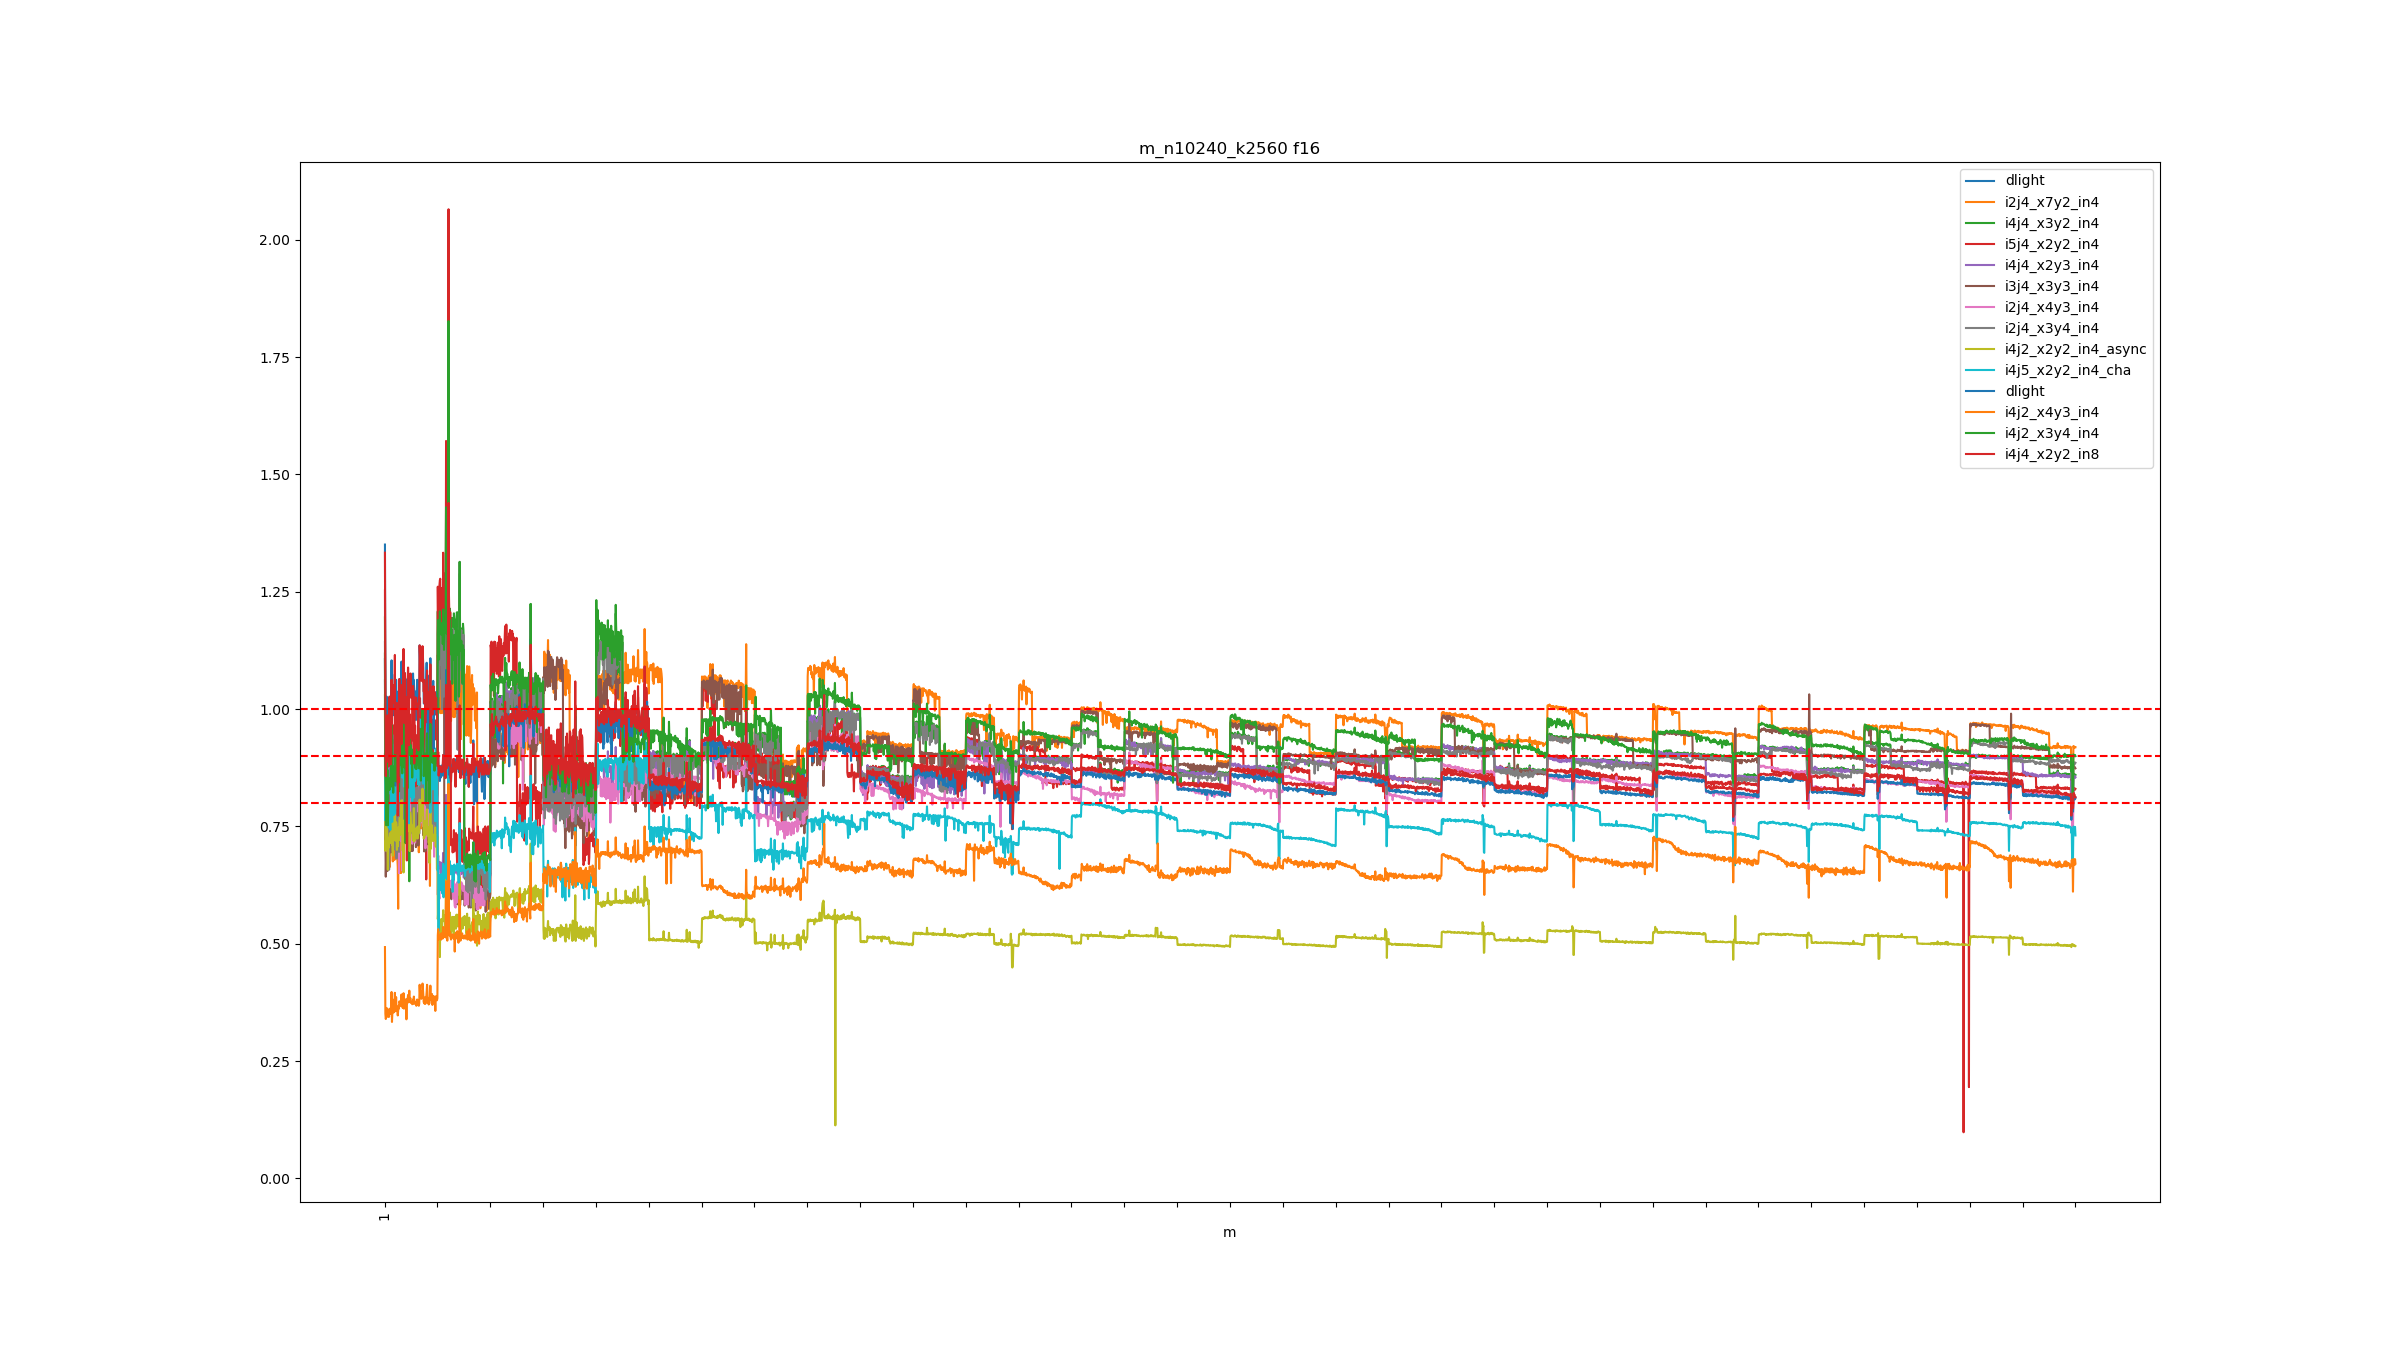 m_n10240_k2560 f16
2.00
1.75
1.50
1.25
1.00
0.75
0.50
0.25
0.00
dlight
i2j4_x7y2_in4
i4j4_x3y2_in4
i5j4_x2y2_in4
i4j4_x2y3_in4
i3j4_x3y3_in4
i2j4_x4y3_in4
i2j4_x3y4_in4
i4j2_x2y2_in4_async
i4j5_x2y2_in4_cha
dlight
i4j2_x4y3_in4
i4j2_x3y4_in4
i4j4_x2y2_in8
1
m